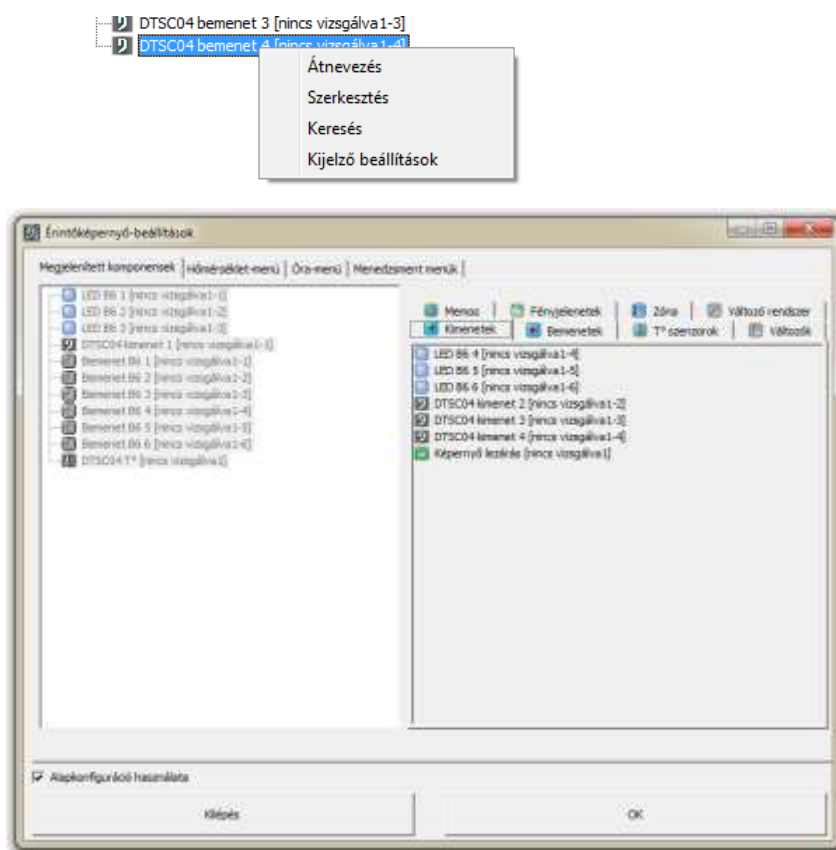 DTSC04 bemenet 3 [nincs vizsgálva1-3]
DTSC04 bemenet 4 [nincs vizsgálva1-4]
Átnevezés
Szerkesztés
Keresés
Kijelző beállítások
Érintőképernyő-beállítások
Megjelenített komponensek Hőmérséklet-menü Óra-menü Menedzsment menük
LED B6 1 [nincs vizsgálva1-1]
LED B6 2 [nincs vizsgálva1-2]
LED B6 3 [nincs vizsgálva1-3]
DTSC04 kimenet 1 [nincs vizsgálva1-1]
Bemenet B6 1 [nincs vizsgálva1-1]
Bemenet B6 2 [nincs vizsgálva1-2]
Bemenet B6 3 [nincs vizsgálva1-3]
Bemenet B6 4 [nincs vizsgálva1-4]
Bemenet B6 5 [nincs vizsgálva1-5]
Bemenet B6 6 [nincs vizsgálva1-6]
DTSC04 T° [nincs vizsgálva1]
Memos Fényjelenetek Zóna Változó rendszer
Kimenetek Bemenetek T° szenzorok Változók
LED B6 4 [nincs vizsgálva1-4]
LED B6 5 [nincs vizsgálva1-5]
LED B6 6 [nincs vizsgálva1-6]
DTSC04 kimenet 2 [nincs vizsgálva1-2]
DTSC04 kimenet 3 [nincs vizsgálva1-3]
DTSC04 kimenet 4 [nincs vizsgálva1-4]
Képernyő lezárás [nincs vizsgálva1]
Alapkonfiguráció használata
Kilépés OK